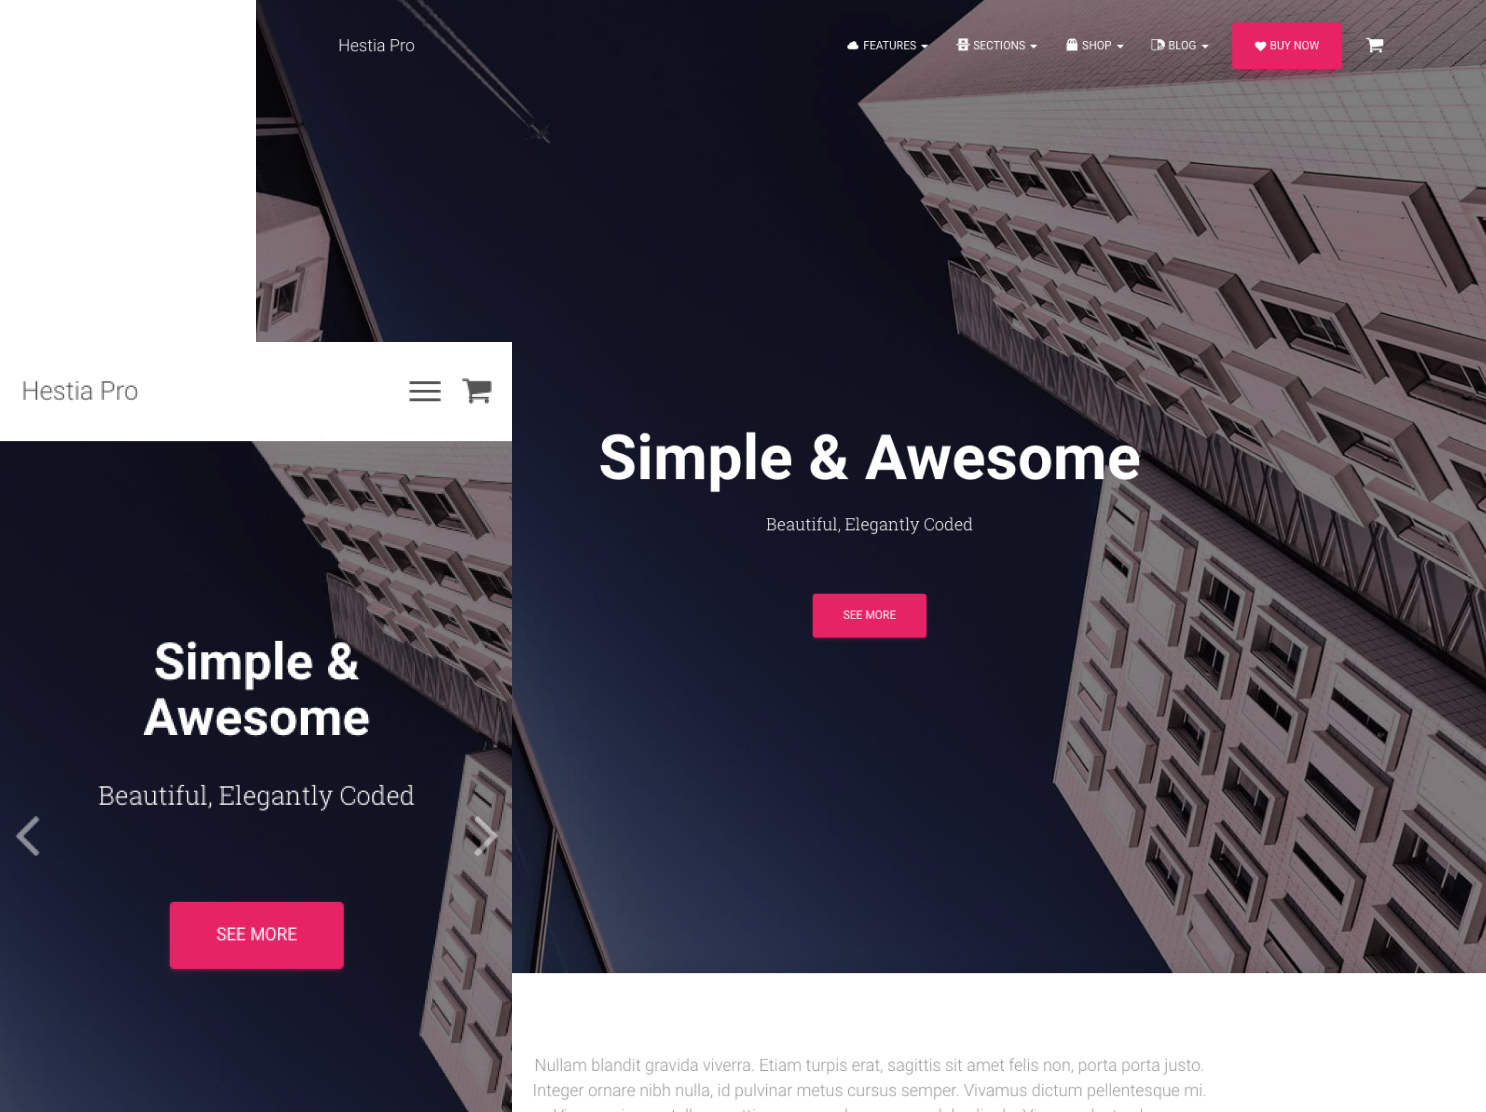 Hestia Pro
FEATURES
SECTIONS
SHOP
BLOG
BUY NOW
Simple & Awesome
Beautiful, Elegantly Coded
SEE MORE
Nullam blandit gravida viverra. Etiam turpis erat, sagittis sit amet felis non, porta porta justo.
Integer ornare nibh nulla, id pulvinar metus cursus semper. Vivamus dictum pellentesque mi.
Hestia Pro
Simple &
Awesome
Beautiful, Elegantly Coded
SEE MORE